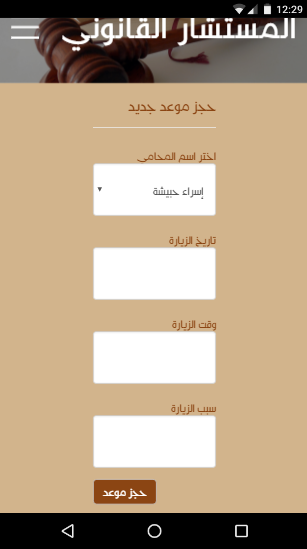 12:29
المستشار القانوني
حجز موعد جديد
اختر اسم المحامي
إسراء حبيشة
تاريخ الزيارة
وقت الزيارة
سبب الزيارة
حجز موعد